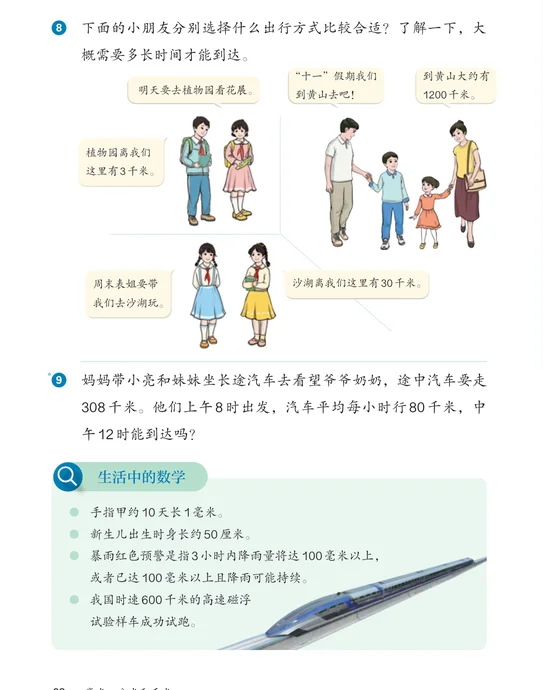 8 下面的小朋友分别选择什么出行方式比较合适？了解一下，大
概需要多长时间才能到达。
明天要去植物园看花展。
植物园离我们
这里有3千米。
“十一”假期我们
到黄山去吧！
到黄山大约有
1200千米。
周末表姐要带
我们去沙湖玩。
沙湖离我们这里有30千米。
*9 妈妈带小亮和妹妹坐长途汽车去看望爷爷奶奶，途中汽车要走
308千米。他们上午8时出发，汽车平均每小时行80千米，中
午12时能到达吗？
生活中的数学
手指甲约10天长1毫米。
新生儿出生时身长约50厘米。
暴雨红色预警是指3小时内降雨量将达100毫米以上，
或者已达100毫米以上且降雨可能持续。
我国时速600千米的高速磁浮
试验样车成功试跑。